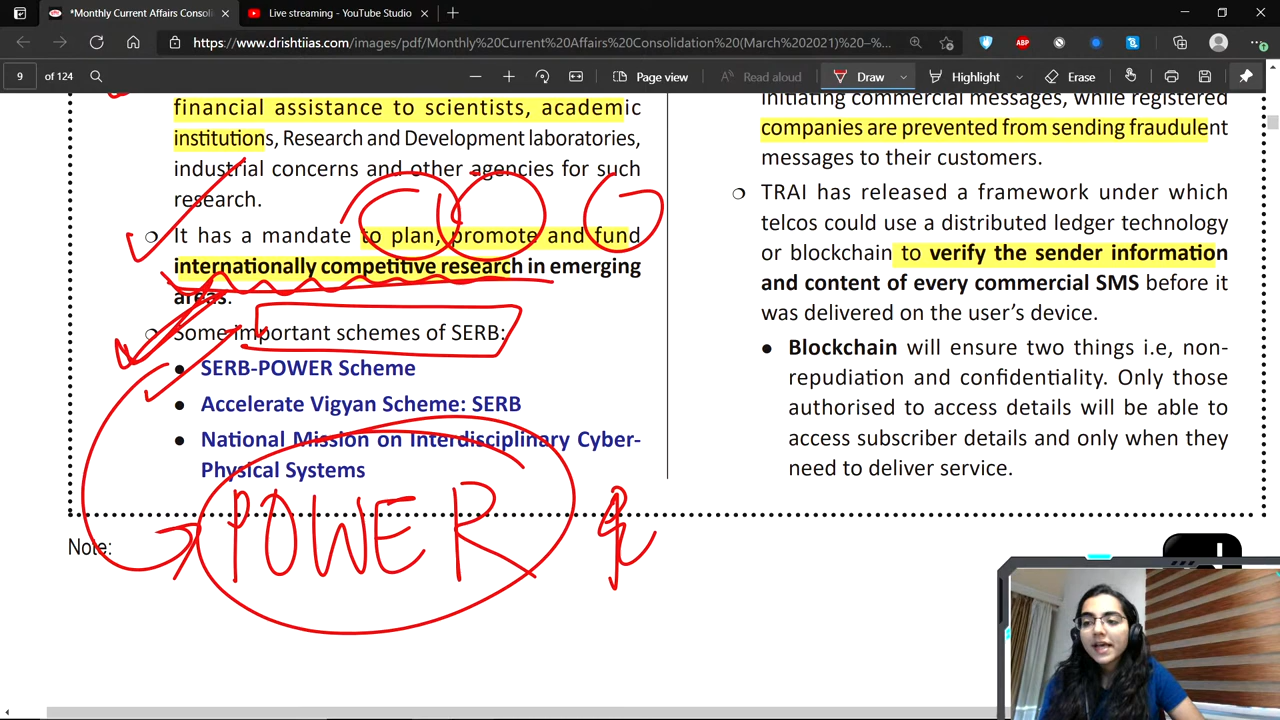 *Monthly Current Affairs Consoli
Live streaming - YouTube Studio
https://www.drishtiias.com/images/pdf/Monthly%20Current%20Affairs%20Consolidation%20(March%202021)%20–%...
ABP
9 of 124
Page view
Read aloud
Draw
Highlight
Erase
financial assistance to scientists, academic
institutions, Research and Development laboratories,
industrial concerns and other agencies for such
research.
It has a mandate to plan, promote and fund
internationally competitive research in emerging
areas.
Some important schemes of SERB:
SERB-POWER Scheme
Accelerate Vigyan Scheme: SERB
National Mission on Interdisciplinary Cyber-
Physical Systems
POWER
Note:
initiating commercial messages, while registered
companies are prevented from sending fraudulent
messages to their customers.
TRAI has released a framework under which
telcos could use a distributed ledger technology
or blockchain to verify the sender information
and content of every commercial SMS before it
was delivered on the user's device.
Blockchain will ensure two things i.e, non-
repudiation and confidentiality. Only those
authorised to access details will be able to
access subscriber details and only when they
need to deliver service.